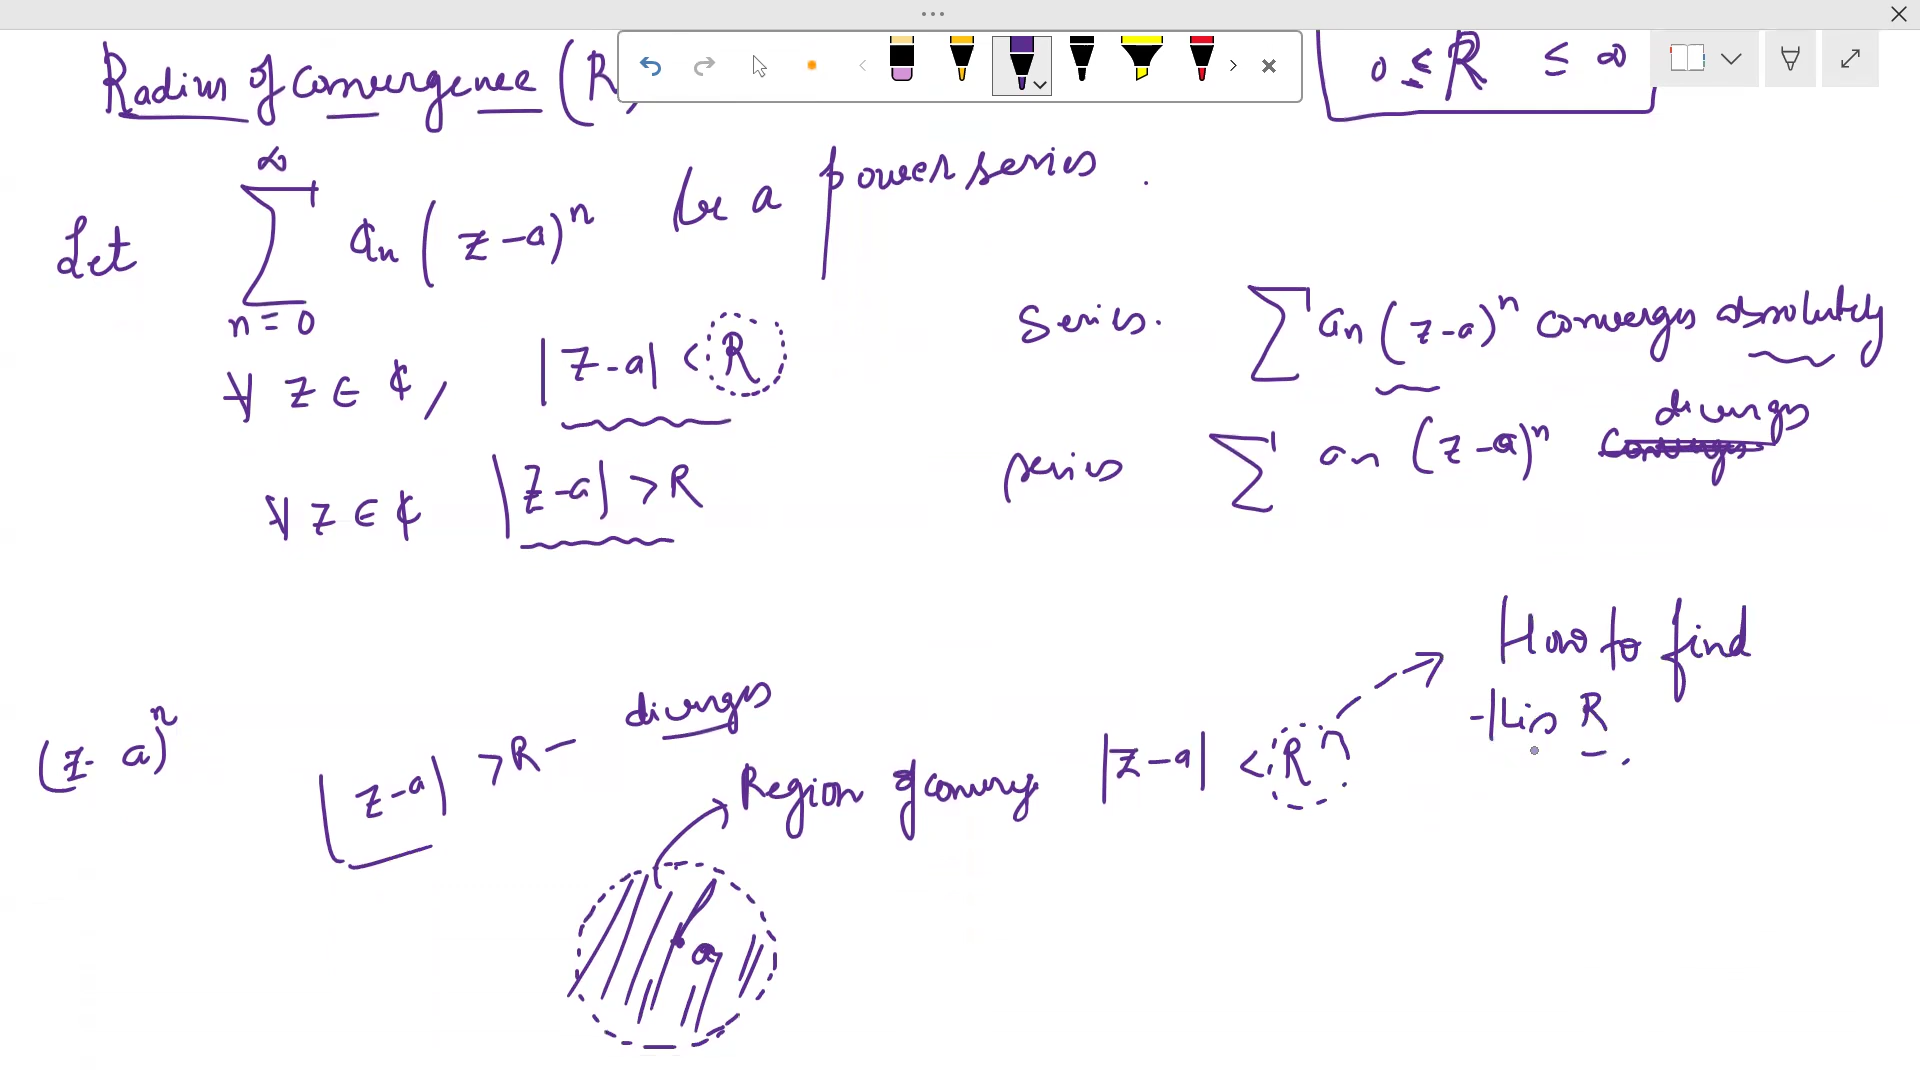 Radius of Convergence (R)
0 ≤ R ≤ ∞
Let ∑_{n=0}^{∞} a_n (z-a)^n be a power series.
∀ z ∈ ¢, |z-a| < R series. ∑ a_n (z-a)^n converges absolutely
∀ z ∈ ¢ |z-a| > R series ∑ a_n (z-a)^n diverges
How to find
this R.
(z-a)^n |z-a| > R — diverges
Region of converg. |z-a| < R
a